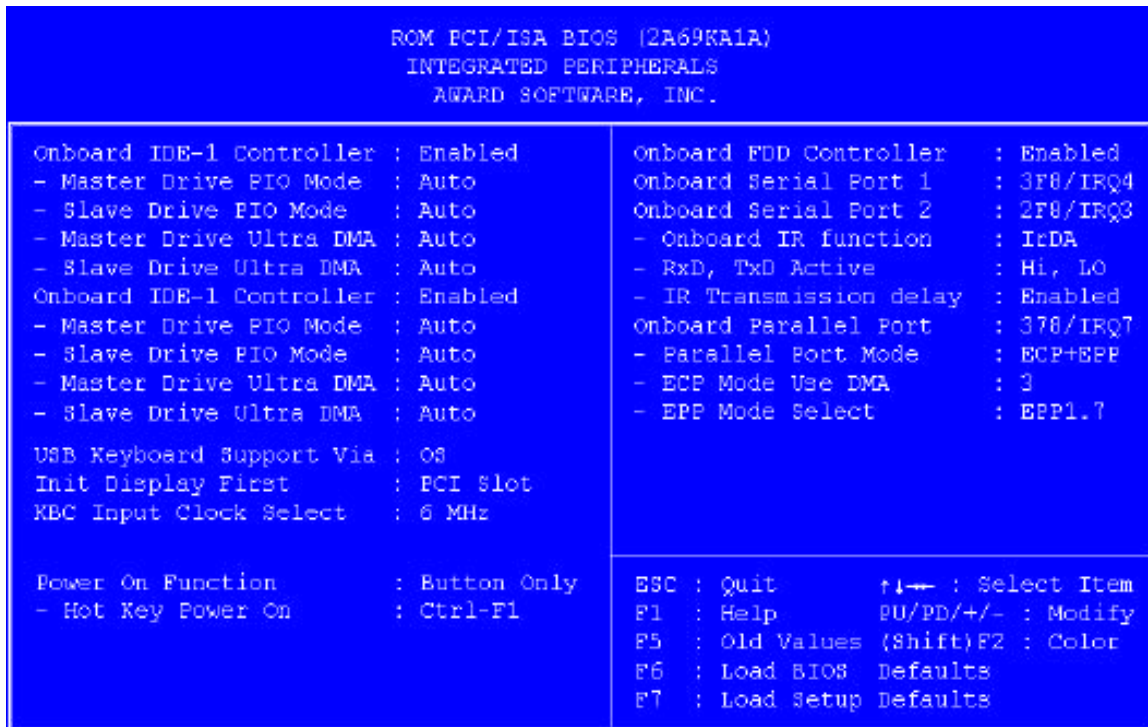 ROM PCI/ISA BIOS (2A69KA1A)
INTEGRATED PERIPHERALS
AWARD SOFTWARE, INC.
Onboard IDE-1 Controller : Enabled
- Master Drive PIO Mode : Auto
- Slave Drive PIO Mode : Auto
- Master Drive Ultra DMA : Auto
- Slave Drive Ultra DMA : Auto
Onboard IDE-1 Controller : Enabled
- Master Drive PIO Mode : Auto
- Slave Drive PIO Mode : Auto
- Master Drive Ultra DMA : Auto
- Slave Drive Ultra DMA : Auto
USB Keyboard Support Via : OS
Init Display First : PCI Slot
KBC Input Clock Select : 6 MHz
Power On Function : Button Only
- Hot Key Power On : Ctrl-F1
Onboard FDD Controller : Enabled
Onboard Serial Port 1 : 3F8/IRQ4
Onboard Serial Port 2 : 2F8/IRQ3
- Onboard IR function : IrDA
- RxD, TxD Active : Hi, LO
- IR Transmission delay : Enabled
Onboard Parallel Port : 378/IRQ7
- Parallel Port Mode : ECP+EPP
- ECP Mode Use DMA : 3
- EPP Mode Select : EPP1.7
ESC : Quit ↑↓→← : Select Item
F1 : Help PU/PD/+/- : Modify
F5 : Old Values (Shift)F2 : Color
F6 : Load BIOS Defaults
F7 : Load Setup Defaults